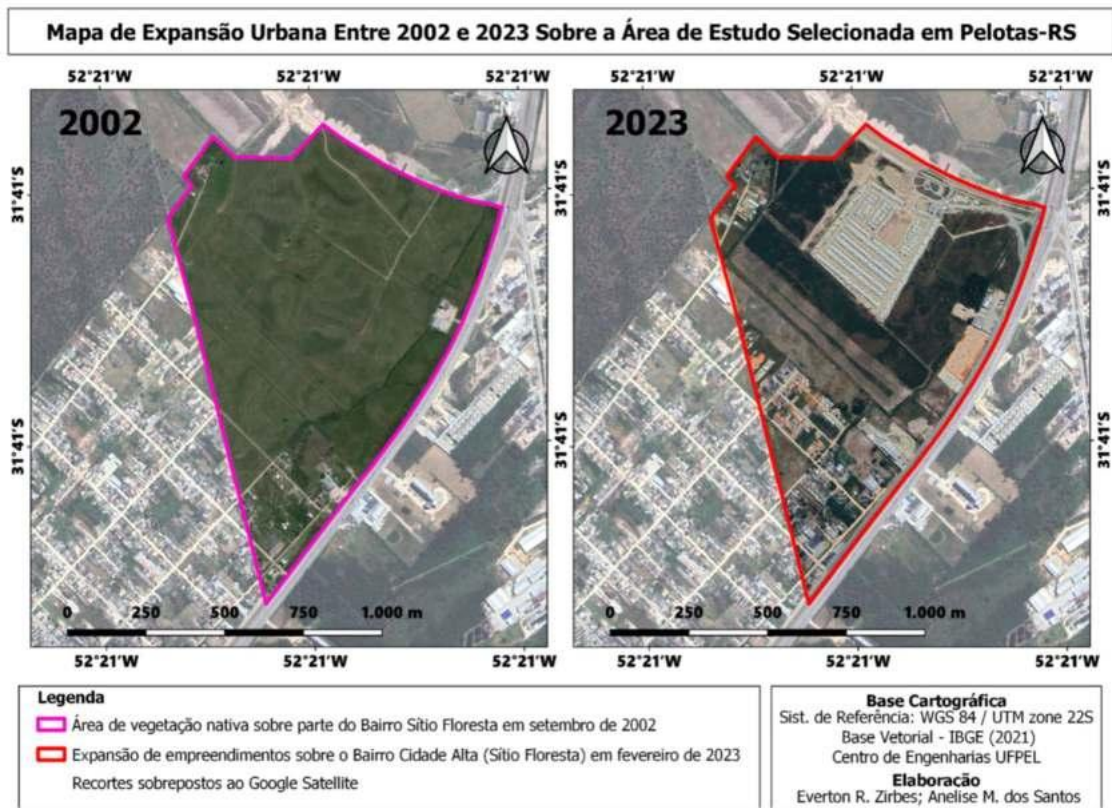 Mapa de Expansão Urbana Entre 2002 e 2023 Sobre a Área de Estudo Selecionada em Pelotas-RS
52°21'W 52°21'W 52°21'W
2002
31°41'S
31°41'S
0 250 500 750 1.000 m
52°21'W 52°21'W 52°21'W
52°21'W 52°21'W 52°21'W
2023
N
31°41'S 31°41'S
31°41'S 31°41'S
0 250 500 750 1.000 m
52°21'W 52°21'W 52°21'W
Legenda
Área de vegetação nativa sobre parte do Bairro Sítio Floresta em setembro de 2002
Expansão de empreendimentos sobre o Bairro Cidade Alta (Sítio Floresta) em fevereiro de 2023
Recortes sobrepostos ao Google Satellite
Base Cartográfica
Sist. de Referência: WGS 84 / UTM zone 22S
Base Vetorial - IBGE (2021)
Centro de Engenharias UFPEL
Elaboração
Everton R. Zirbes; Anelise M. dos Santos